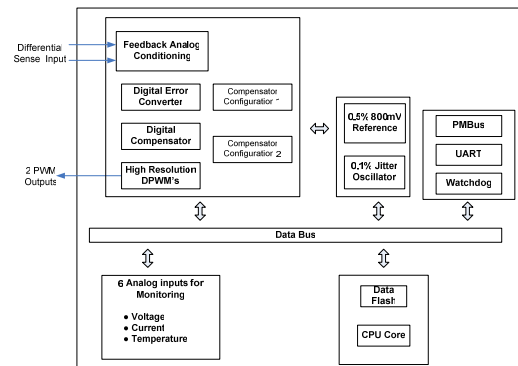 Differential
Sense Input
Feedback Analog
Conditioning
Digital Error
Converter
Compensator
Configuration 1
Digital
Compensator
Compensator
Configuration 2
2 PWM
Outputs
High Resolution
DPWM's
0.5% 800mV
Reference
0.1% Jitter
Oscillator
PMBus
UART
Watchdog
Data Bus
6 Analog inputs for
Monitoring
● Voltage
● Current
● Temperature
Data
Flash
CPU Core